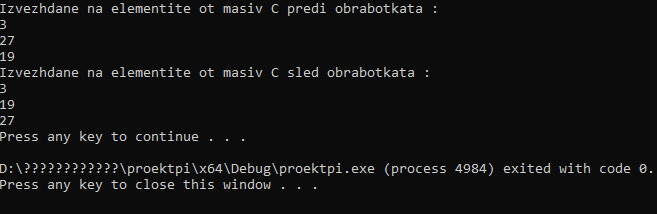 Izvezhdane na elementite ot masiv C predi obrabotkata :
3
27
19
Izvezhdane na elementite ot masiv C sled obrabotkata :
3
19
27
Press any key to continue . . .
D:\????????????\proektpi\x64\Debug\proektpi.exe (process 4984) exited with code 0.
Press any key to close this window . . .